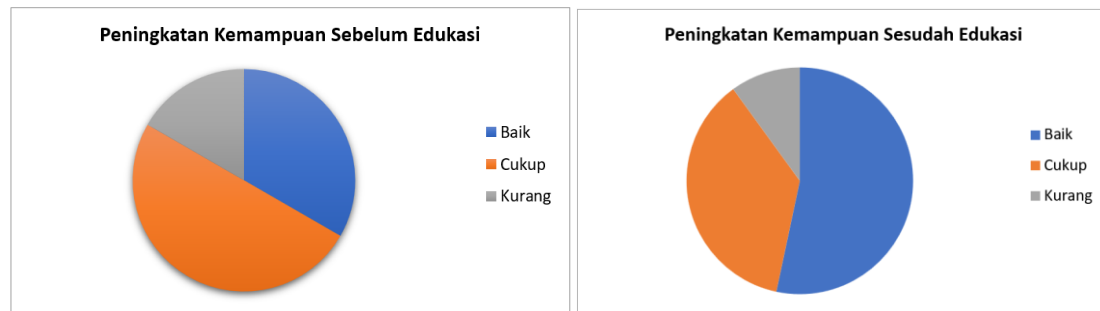 Peningkatan Kemampuan Sebelum Edukasi
Baik
Cukup
Kurang
Peningkatan Kemampuan Sesudah Edukasi
Baik
Cukup
Kurang